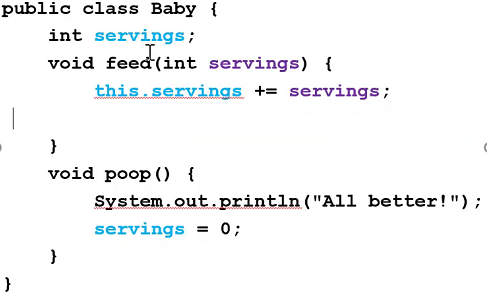 public class Baby {
    int servings;
    void feed(int servings) {
        this.servings += servings;
    }
    void poop() {
        System.out.println("All better!");
        servings = 0;
    }
}